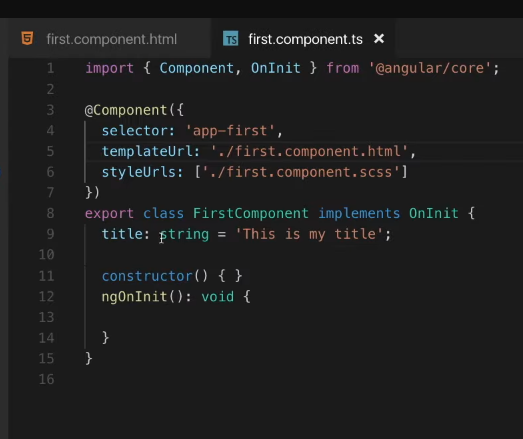 first.component.html
TS first.component.ts ×
1 import { Component, OnInit } from '@angular/core';
2
3 @Component({
4   selector: 'app-first',
5   templateUrl: './first.component.html',
6   styleUrls: ['./first.component.scss']
7 })
8 export class FirstComponent implements OnInit {
9   title: string = 'This is my title';
10
11   constructor() { }
12   ngOnInit(): void {
13
14   }
15 }
16